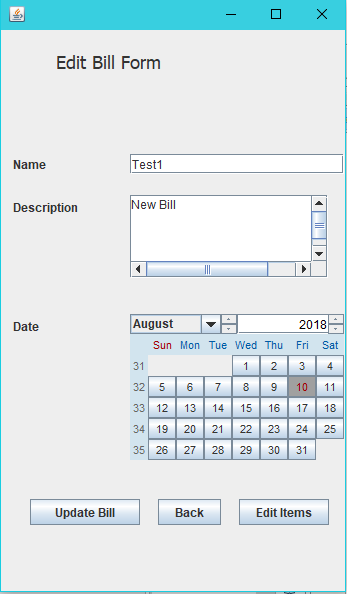 Edit Bill Form
Name Test1
Description New Bill
Date August 2018
Sun Mon Tue Wed Thu Fri Sat
31 1 2 3 4
32 5 6 7 8 9 10 11
33 12 13 14 15 16 17 18
34 19 20 21 22 23 24 25
35 26 27 28 29 30 31
Update Bill Back Edit Items